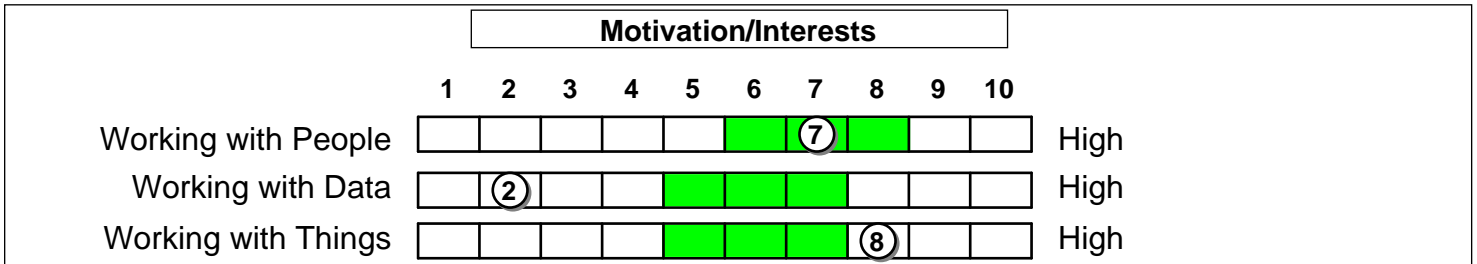 Motivation/Interests
1 2 3 4 5 6 7 8 9 10
Working with People 7 High
Working with Data 2 High
Working with Things 8 High